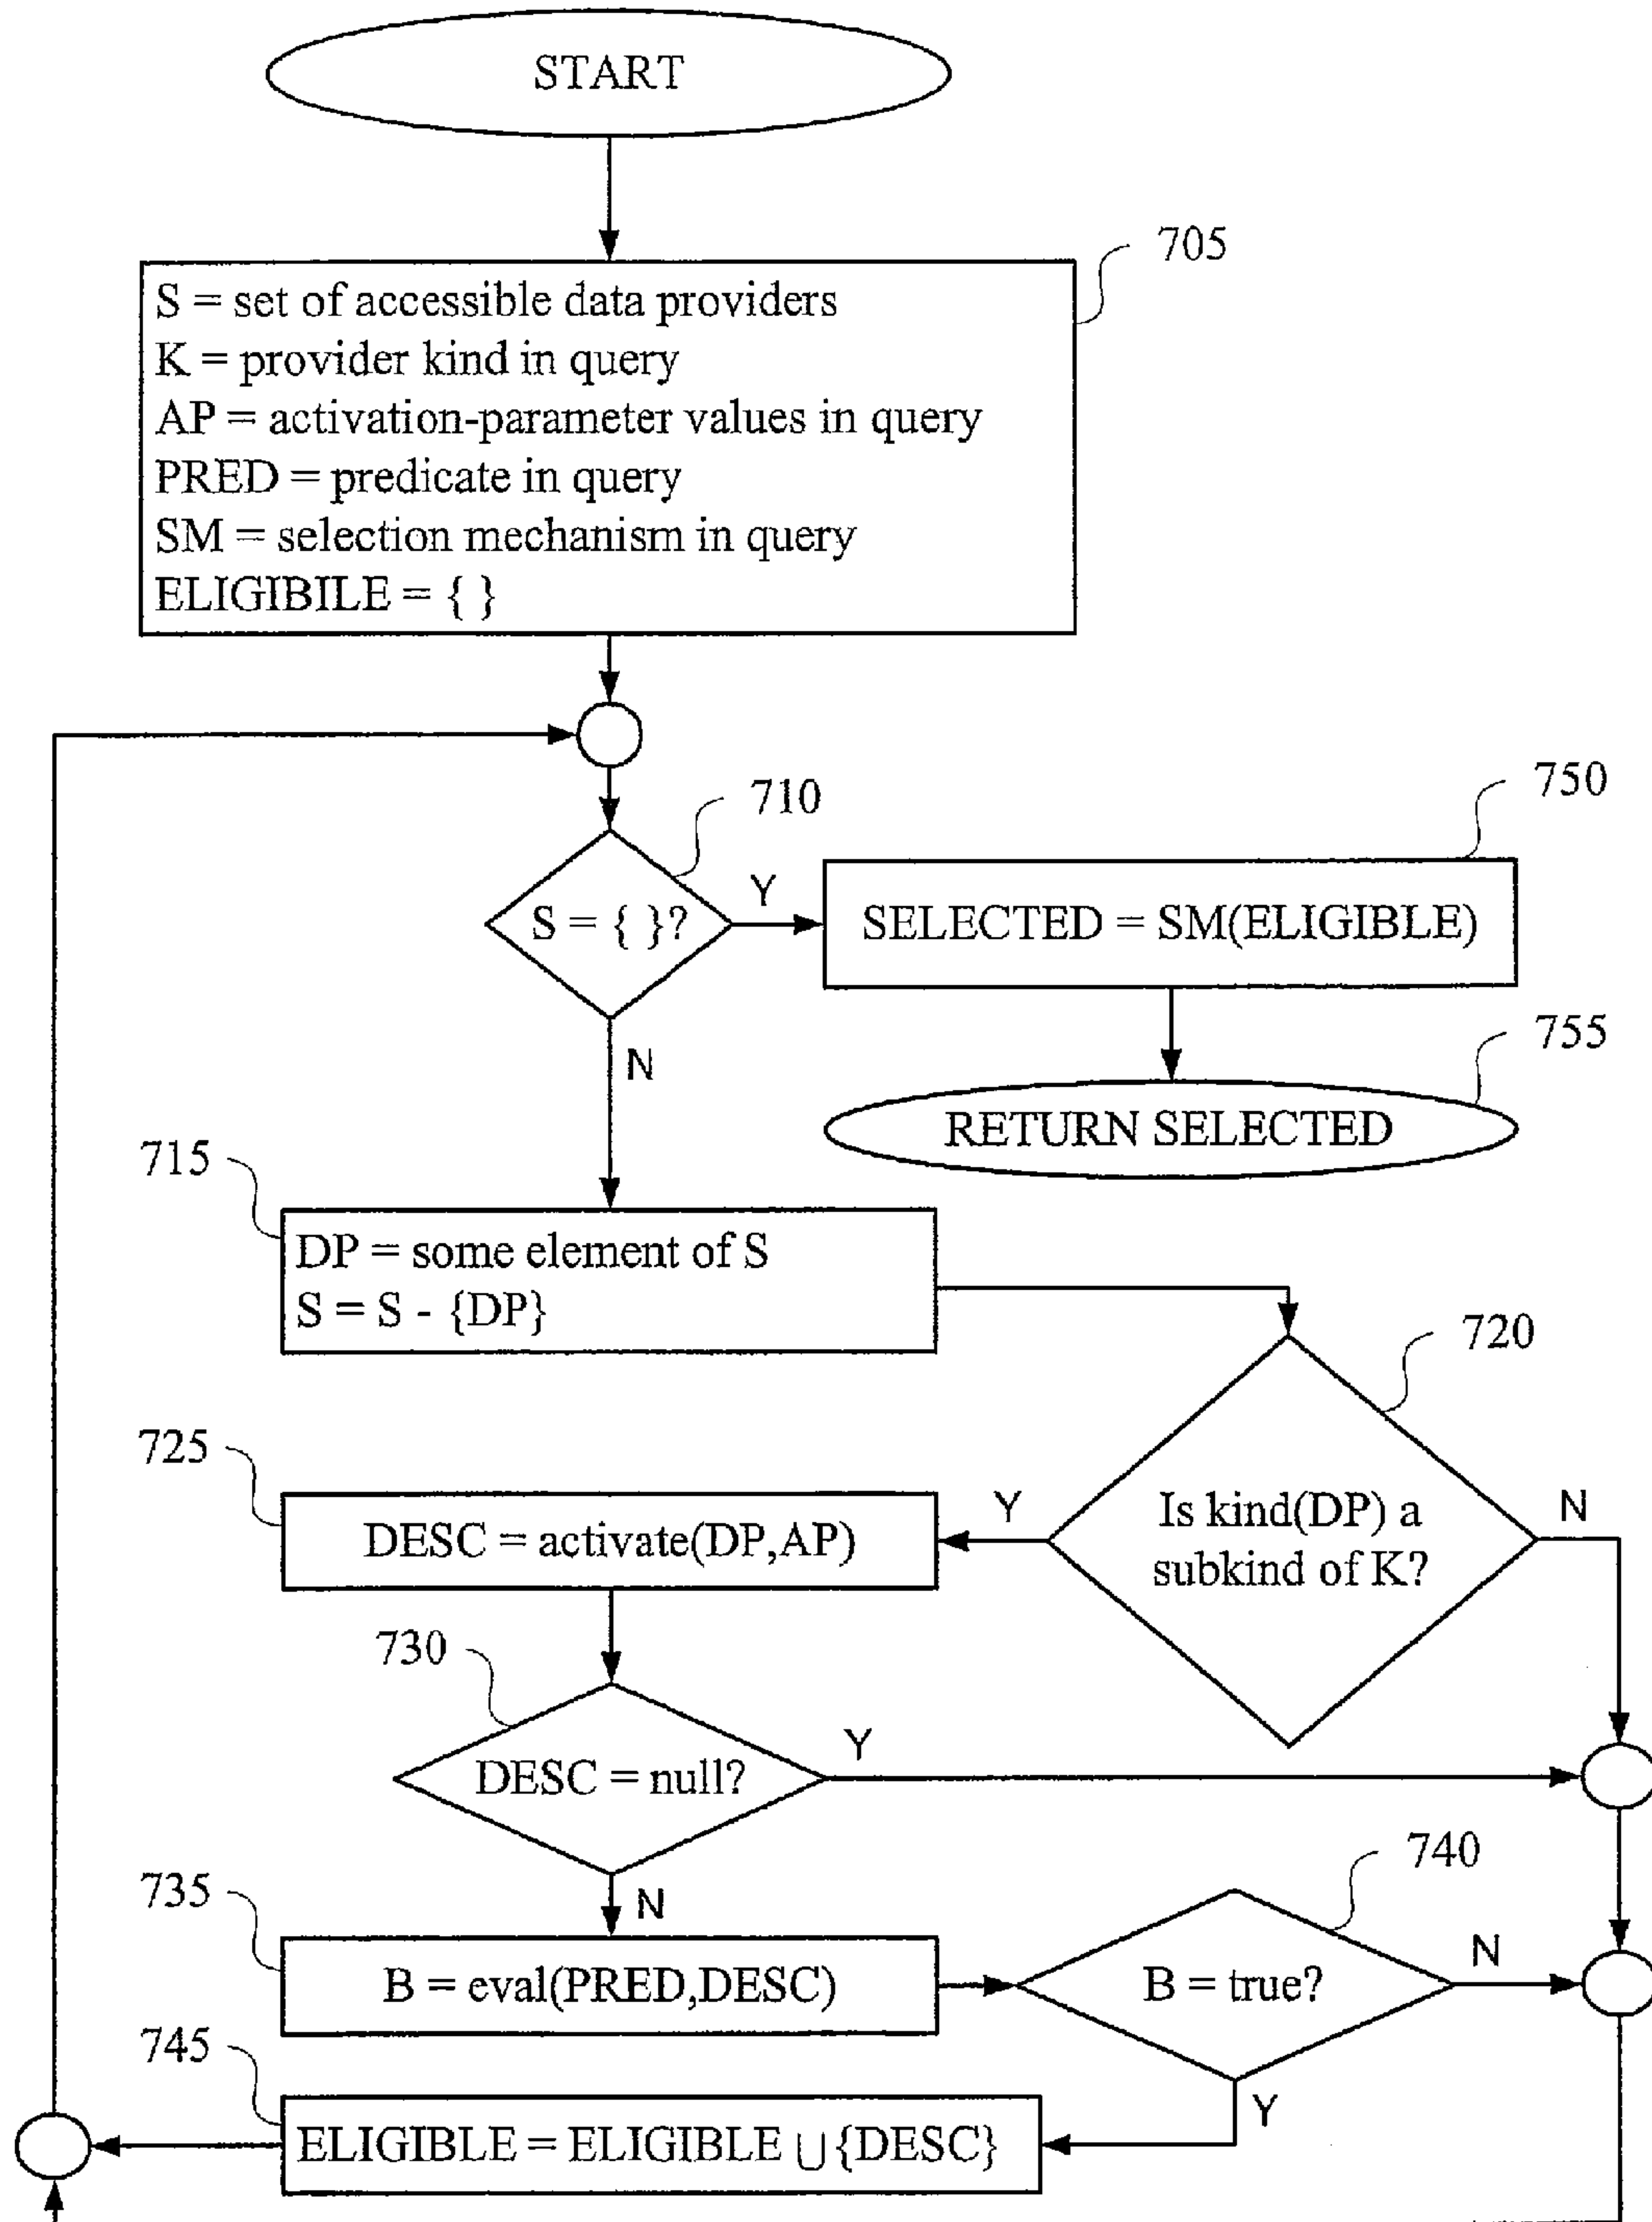 START
705
S = set of accessible data providers
K = provider kind in query
AP = activation-parameter values in query
PRED = predicate in query
SM = selection mechanism in query
ELIGIBILE = { }
710
750
S = { }?
Y
SELECTED = SM(ELIGIBLE)
N
755
RETURN SELECTED
715
DP = some element of S
S = S - {DP}
720
725
Is kind(DP) a
subkind of K?
Y
N
DESC = activate(DP,AP)
730
DESC = null?
Y
N
735
740
B = eval(PRED,DESC)
B = true?
N
Y
745
ELIGIBLE = ELIGIBLE ∪ {DESC}